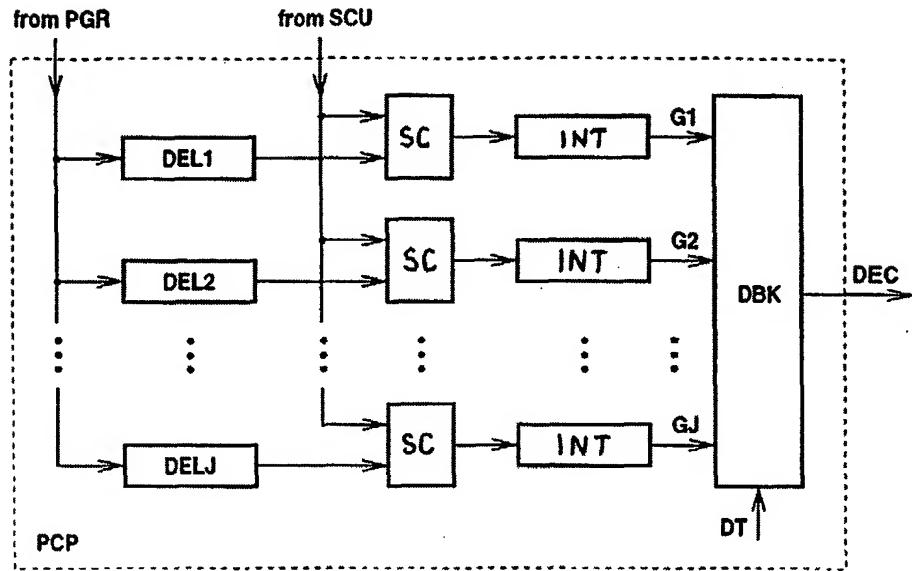 from PGR
from SCU
DEL1
SC
INT
G1
DEL2
SC
INT
G2
DBK
DEC
DELJ
SC
INT
GJ
PCP
DT